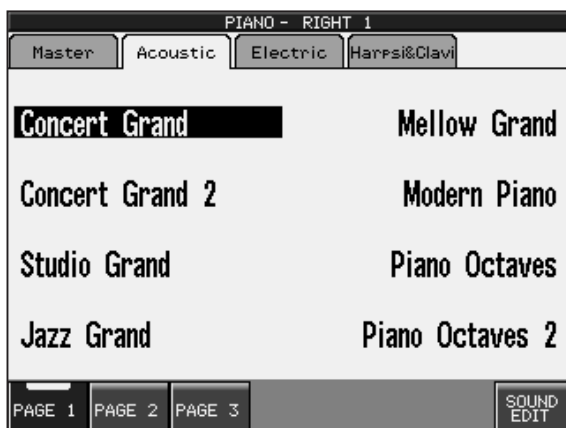 PIANO - RIGHT 1
Master Acoustic Electric Harpsi&Clavi
Concert Grand Mellow Grand
Concert Grand 2 Modern Piano
Studio Grand Piano Octaves
Jazz Grand Piano Octaves 2
PAGE 1 PAGE 2 PAGE 3 SOUND
EDIT